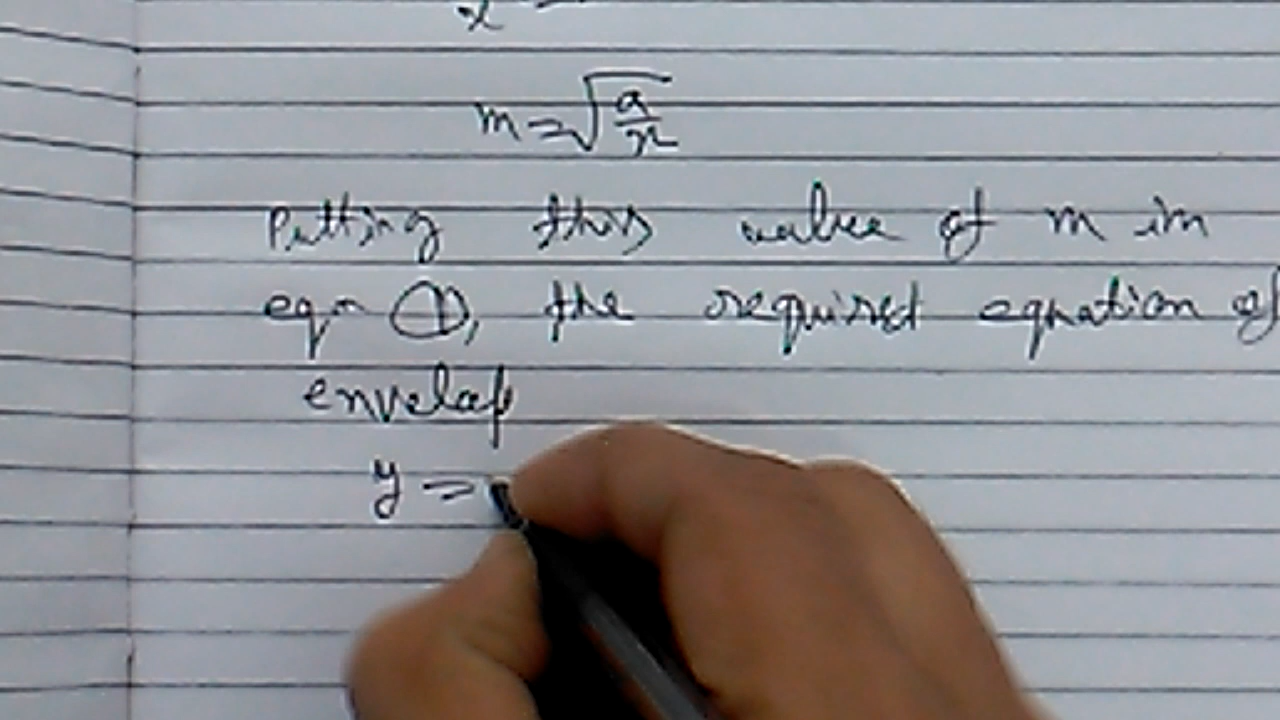 m = √(a/x)
Putting this value of m in
eqn ①, the required equation of
envelop
y =